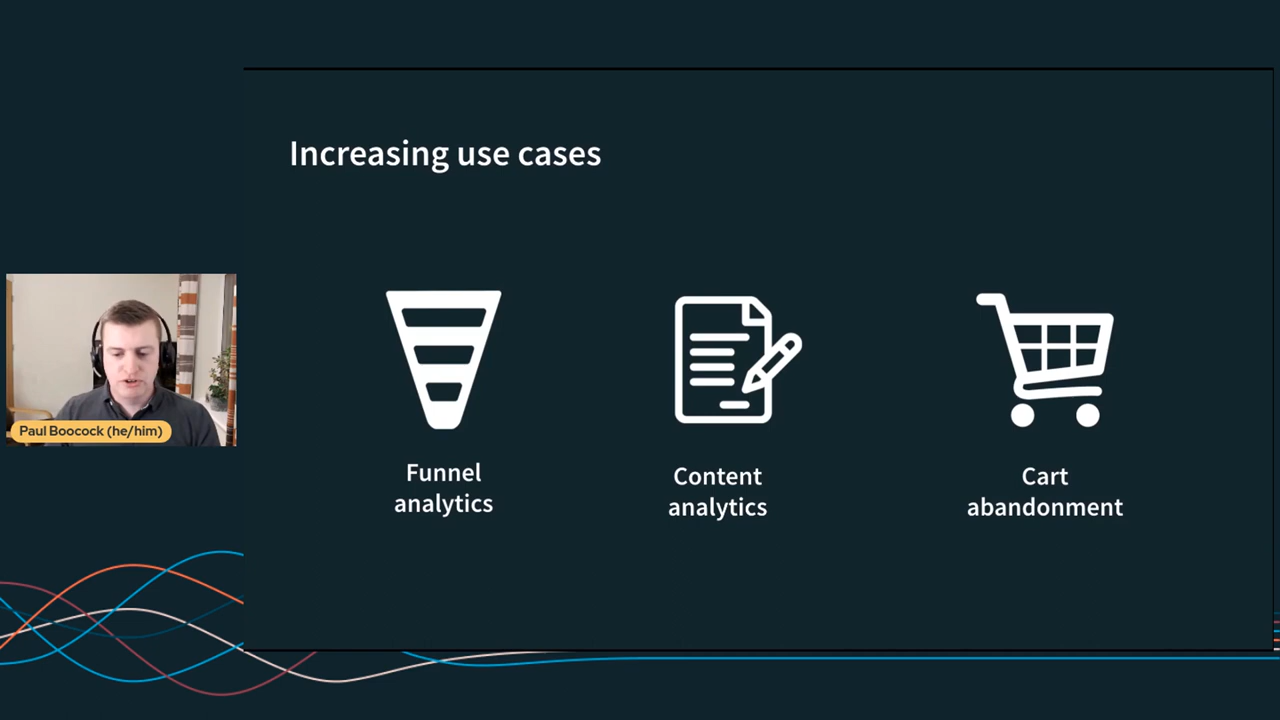 Increasing use cases
Paul Boocock (he/him)
Funnel
analytics
Content
analytics
Cart
abandonment